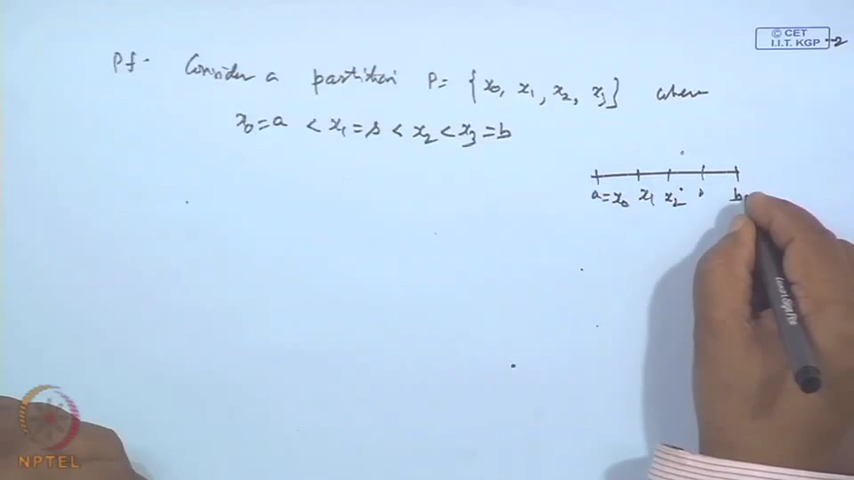 © CET
I.I.T. KGP
Pf. Consider a partition P = {x₀, x₁, x₂, x₃} where
x₀ = a < x₁ = s < x₂ < x₃ = b
a = x₀ x₁ x₂ b
NPTEL